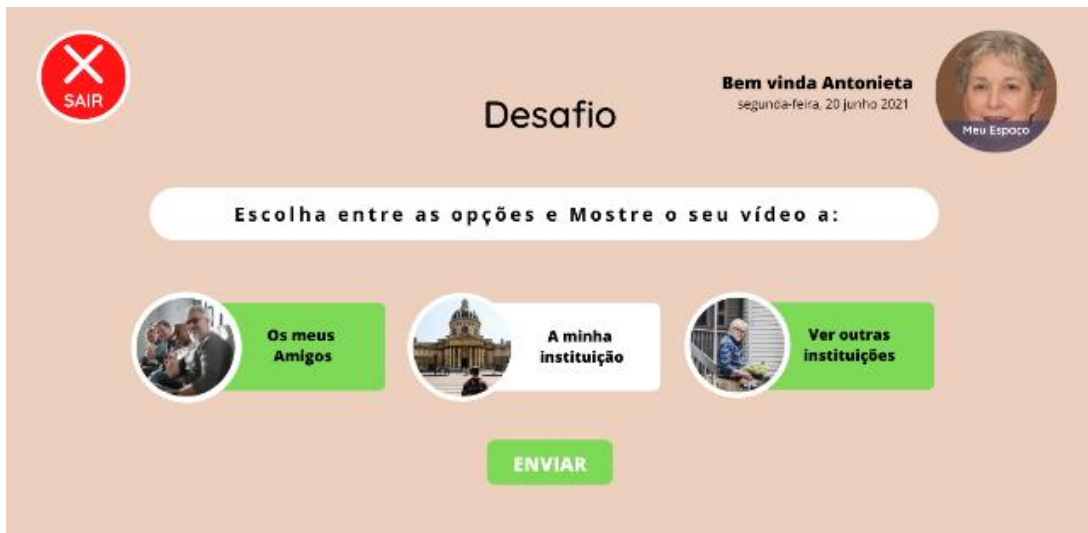 SAIR
Desafio
Bem vinda Antonieta
segunda-feira, 20 junho 2021
Meu Espaço
Escolha entre as opções e Mostre o seu vídeo a:
Os meus
Amigos
A minha
instituição
Ver outras
instituições
ENVIAR